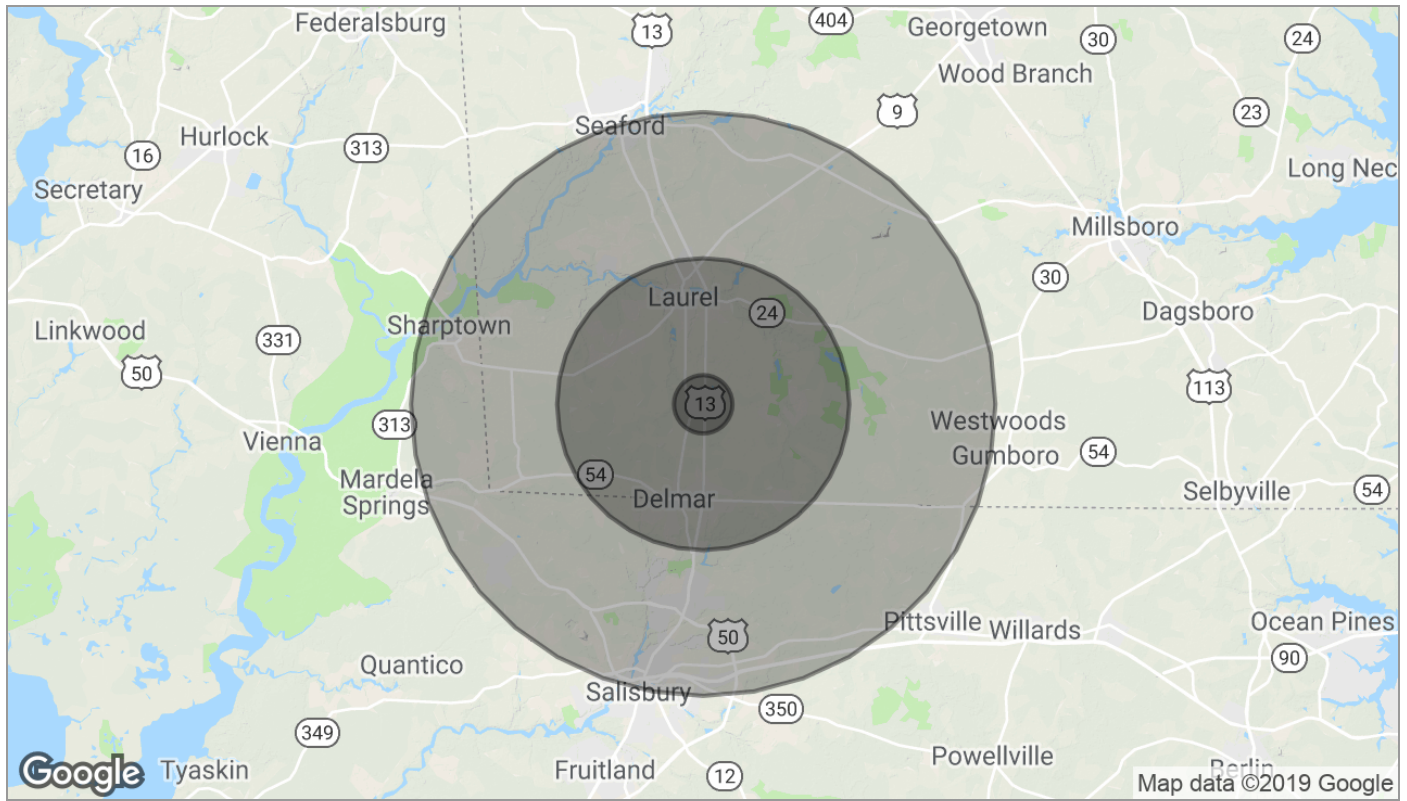 Federalsburg
13
404
Georgetown
30
24
Wood Branch
9
23
Seaford
Hurlock
313
16
Long Nec
Secretary
Millsboro
30
Laurel
24
Dagsboro
Sharptown
Linkwood
331
50
113
13
313
Westwoods
Vienna
Gumboro
54
54
Mardela
Springs
Delmar
Selbyville
54
Pittsville
Willards
Ocean Pines
50
90
Quantico
Salisbury
350
349
Powellville
Google
Tyaskin
Fruitland
12
Berlin
Map data ©2019 Google